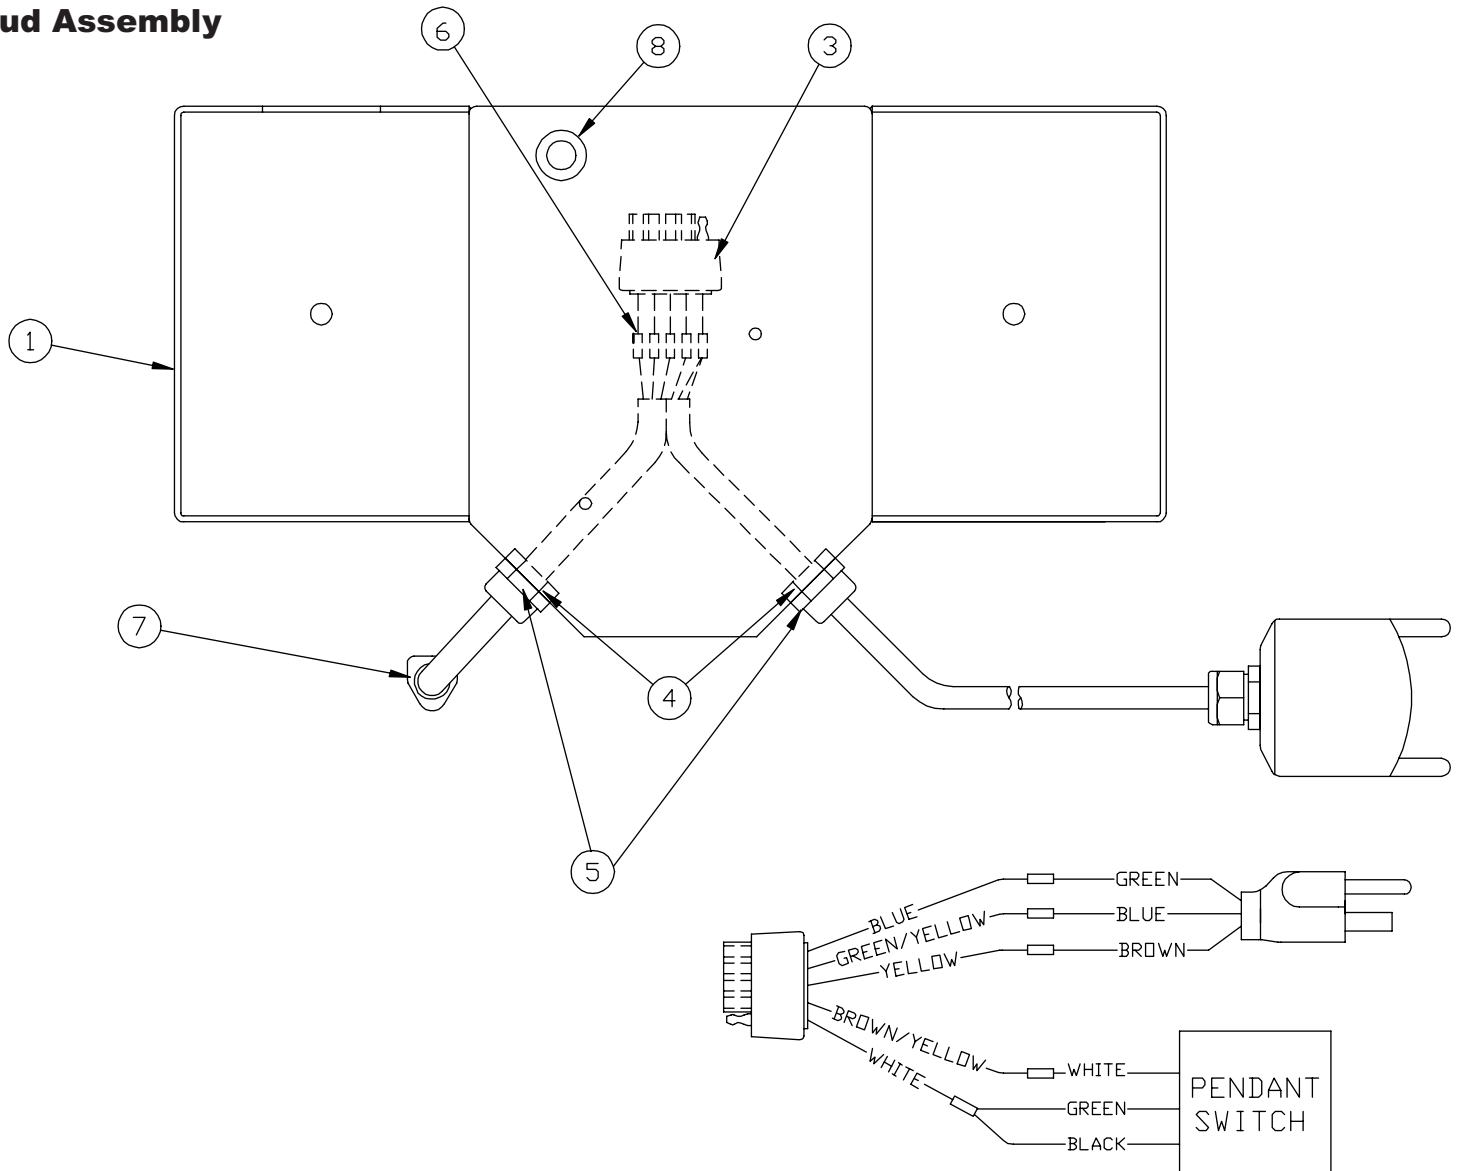 ud Assembly
6
8
3
1
7
4
5
BLUE
GREEN
GREEN/YELLOW
BLUE
YELLOW
BROWN
BROWN/YELLOW
WHITE
WHITE
GREEN
BLACK
PENDANT
SWITCH